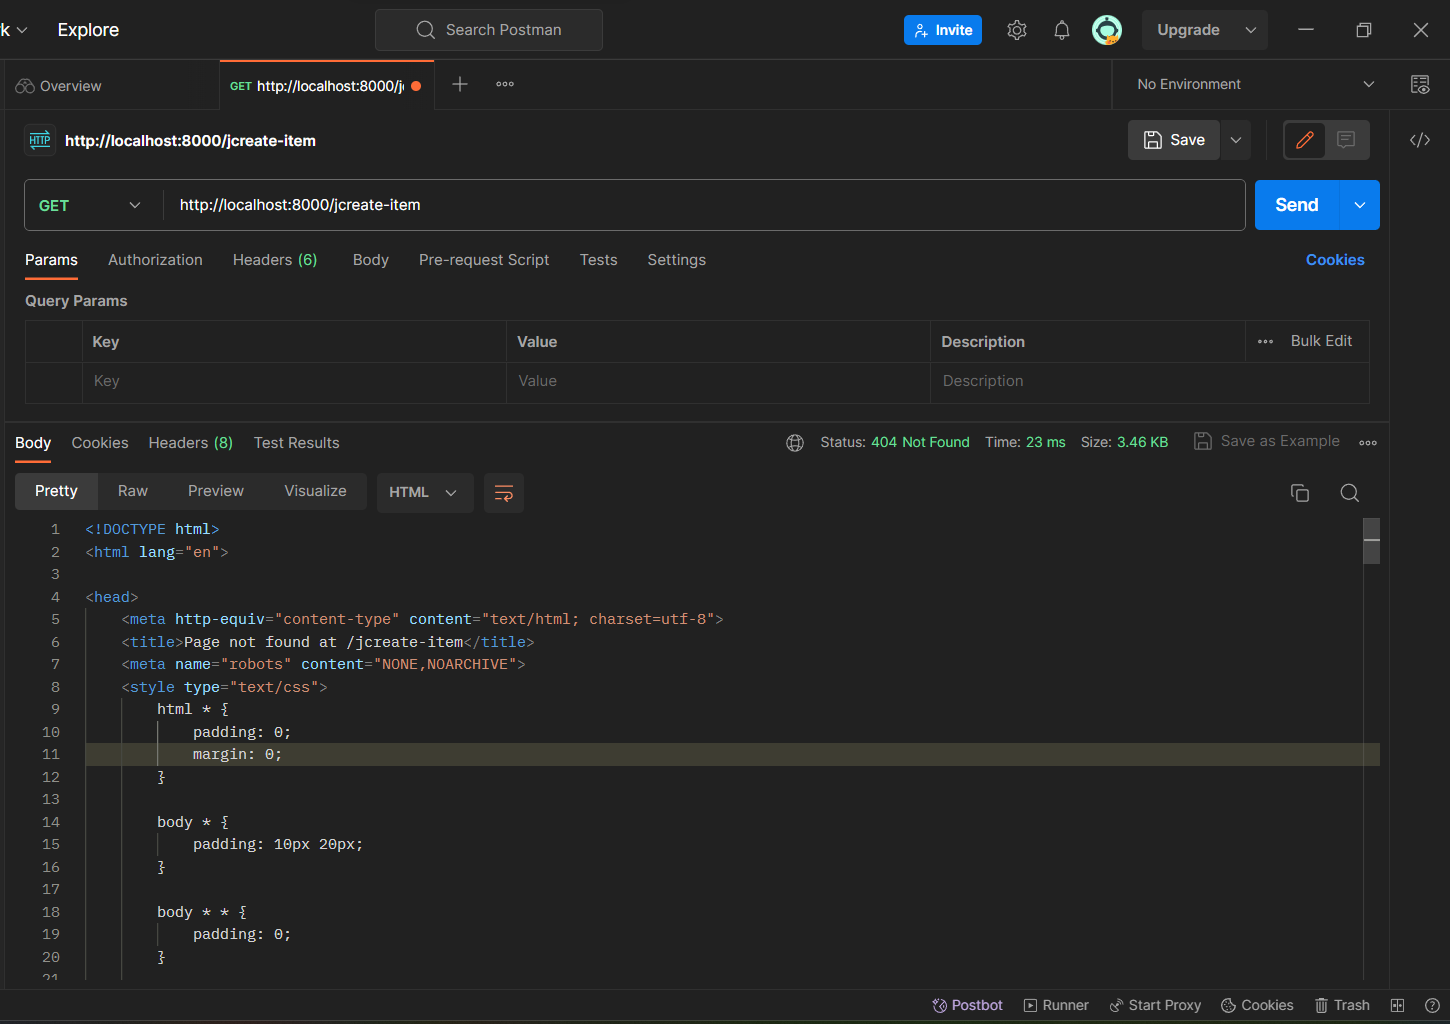 k Explore Search Postman Invite Upgrade
Overview GET http://localhost:8000/j No Environment
HTTP http://localhost:8000/jcreate-item Save </>
GET http://localhost:8000/jcreate-item Send
Params Authorization Headers (6) Body Pre-request Script Tests Settings Cookies
Query Params
Key Value Description Bulk Edit
Key Value Description
Body Cookies Headers (8) Test Results Status: 404 Not Found Time: 23 ms Size: 3.46 KB Save as Example
Pretty Raw Preview Visualize HTML
1 <!DOCTYPE html>
2 <html lang="en">
3
4 <head>
5 <meta http-equiv="content-type" content="text/html; charset=utf-8">
6 <title>Page not found at /jcreate-item</title>
7 <meta name="robots" content="NONE,NOARCHIVE">
8 <style type="text/css">
9 html * {
10 padding: 0;
11 margin: 0;
12 }
13
14 body * {
15 padding: 10px 20px;
16 }
17
18 body * * {
19 padding: 0;
20 }
21
Postbot Runner Start Proxy Cookies Trash